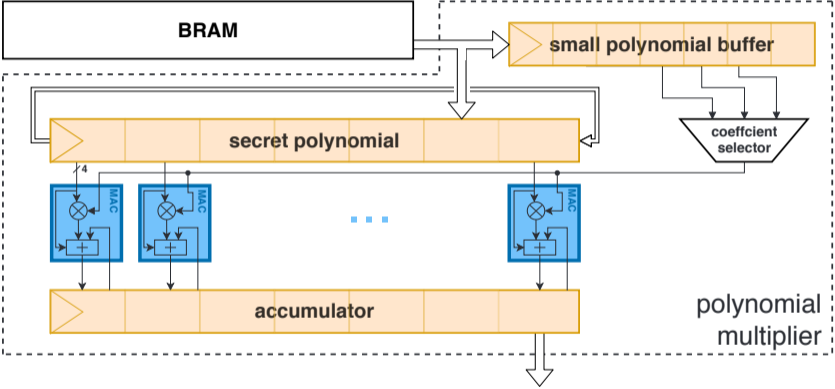 BRAM
small polynomial buffer
coeffcient
selector
secret polynomial
4
MAC
MAC
MAC
+
+
+
accumulator
polynomial
multiplier